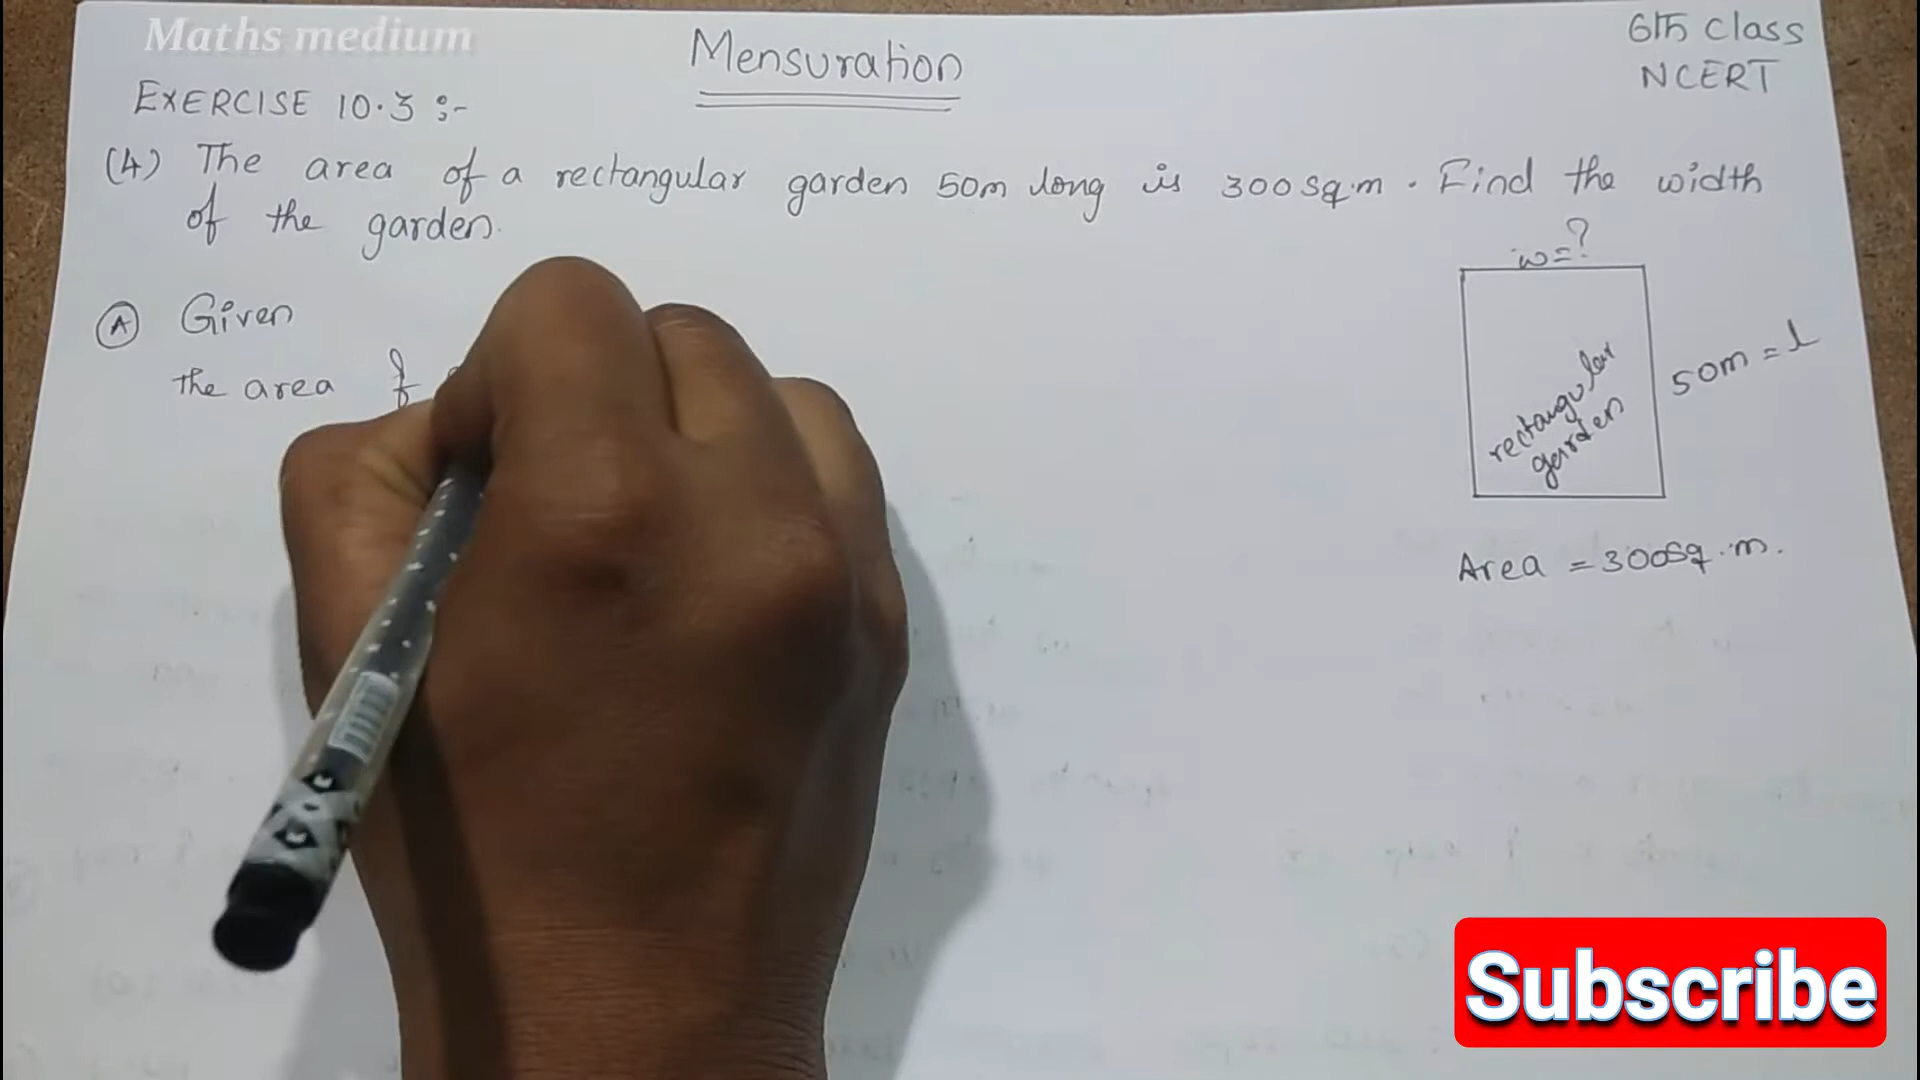 Maths medium
Mensuration
6th Class
NCERT
EXERCISE 10.3 :-
(4) The area of a rectangular garden 50m long is 300sq.m. Find the width
of the garden.
w=?
A Given
the area of
50m = l
rectangular
garden
Area = 300sq.m.
Subscribe